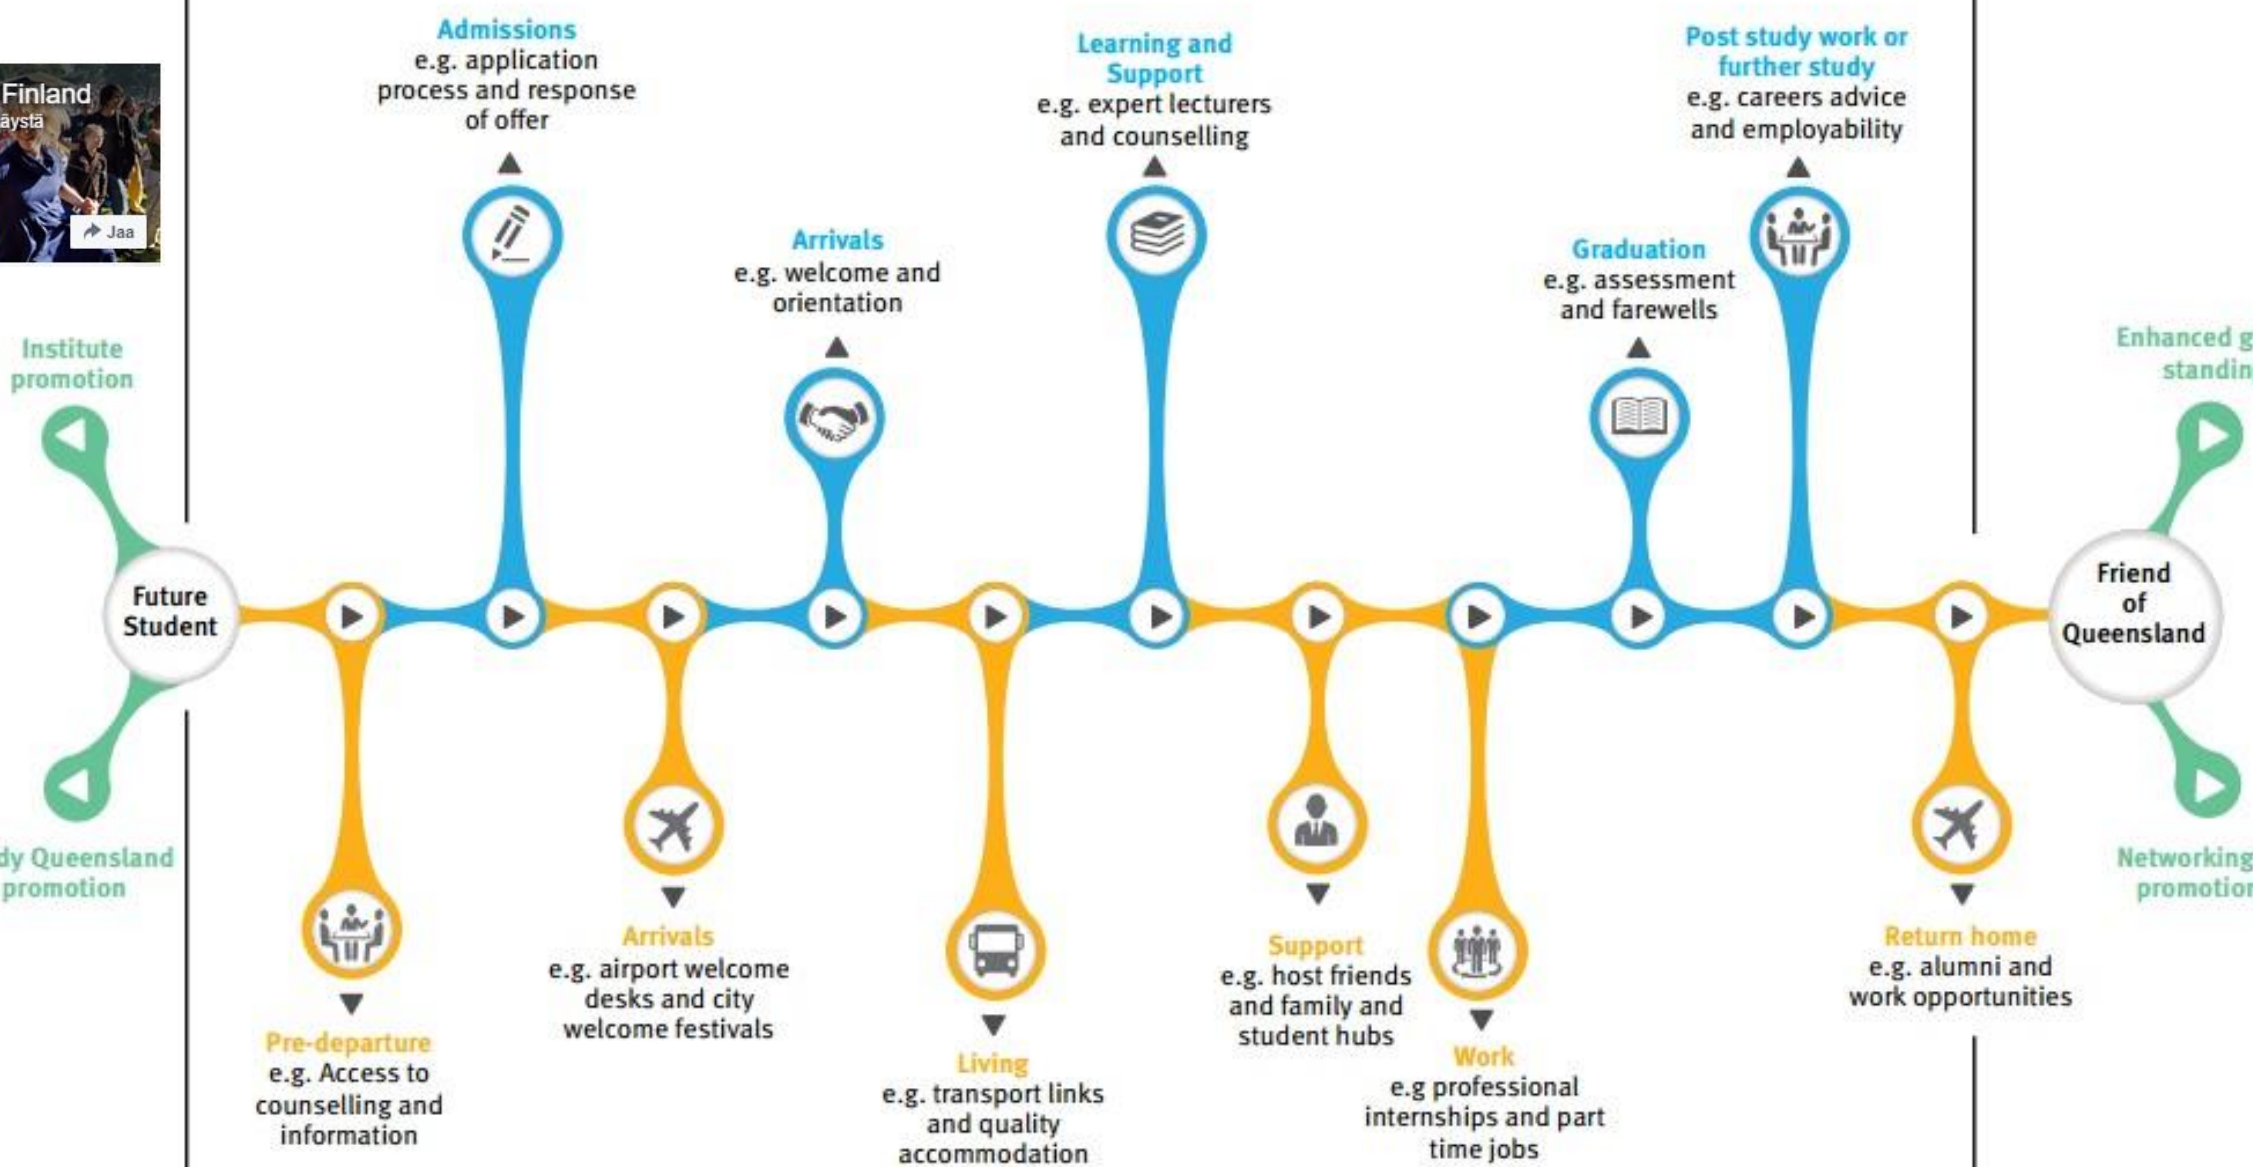 Admissions
e.g. application
process and response
of offer
Learning and
Support
e.g. expert lecturers
and counselling
Post study work or
further study
e.g. careers advice
and employability
Finland
Jaa
Arrivals
e.g. welcome and
orientation
Graduation
e.g. assessment
and farewells
Institute
promotion
Enhanced
Future
Student
Friend
of
Queensland
Queensland
promotion
Networking
Pre-departure
e.g. Access to
counselling and
information
Arrivals
e.g. airport welcome
desks and city
welcome festivals
Living
e.g. transport links
and quality
accommodation
Support
e.g. host friends
and family and
student hubs
Work
e.g professional
internships and part
time jobs
Return home
e.g. alumni and
work opportunities